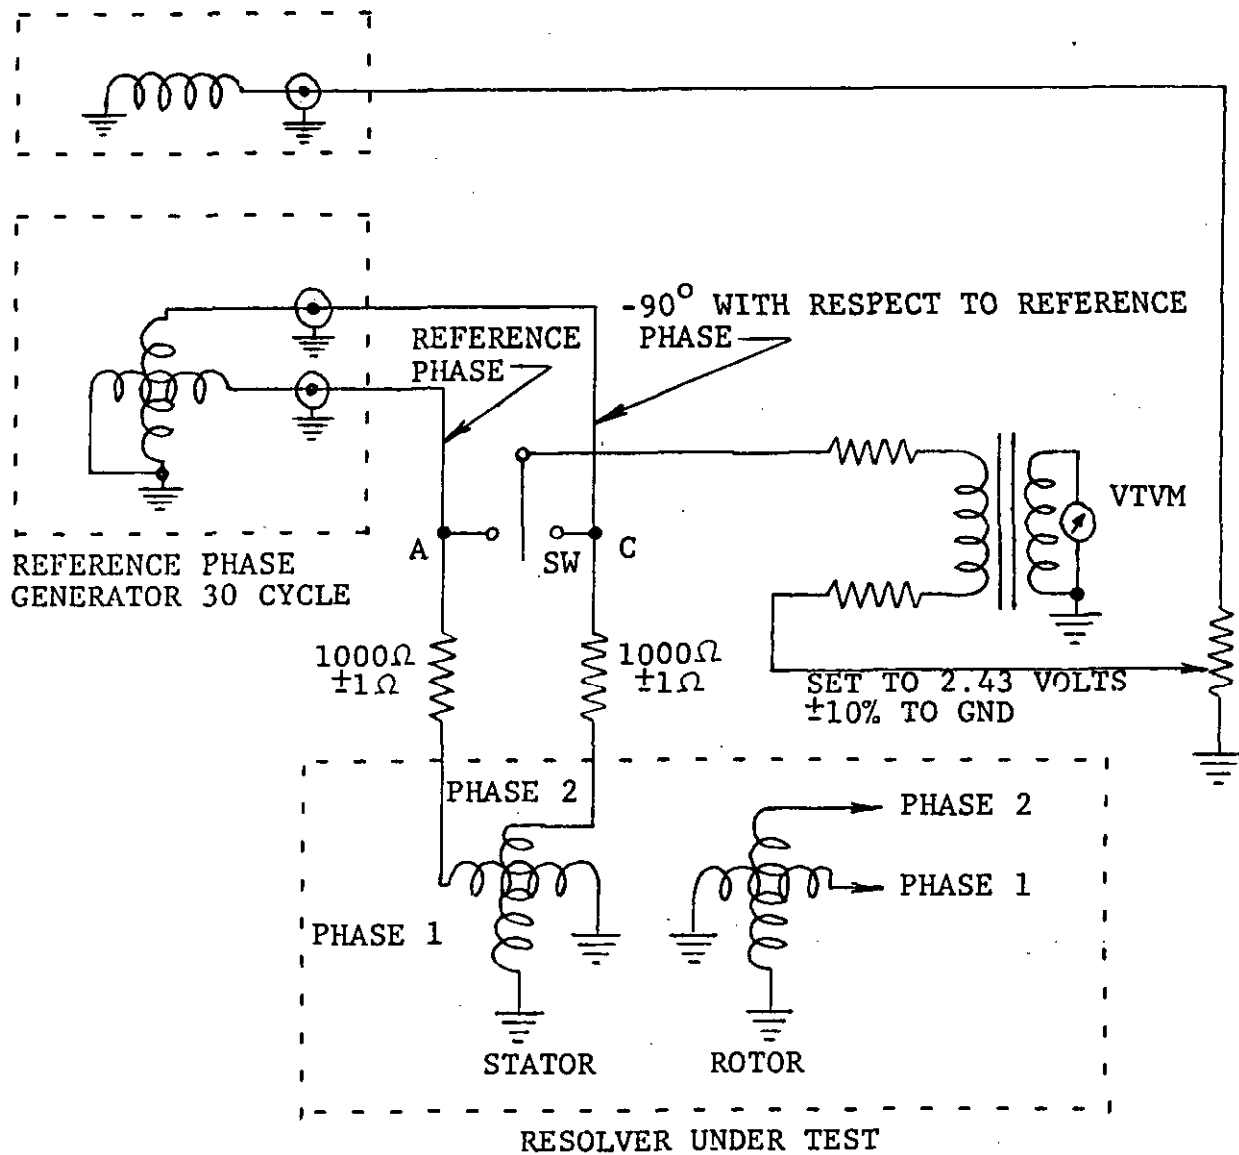 -90° WITH RESPECT TO REFERENCE
PHASE
REFERENCE
PHASE
VTVM
A
SW
C
REFERENCE PHASE
GENERATOR 30 CYCLE
1000Ω
±1Ω
1000Ω
±1Ω
SET TO 2.43 VOLTS
±10% TO GND
PHASE 2
PHASE 2
PHASE 1
PHASE 1
STATOR
ROTOR
RESOLVER UNDER TEST